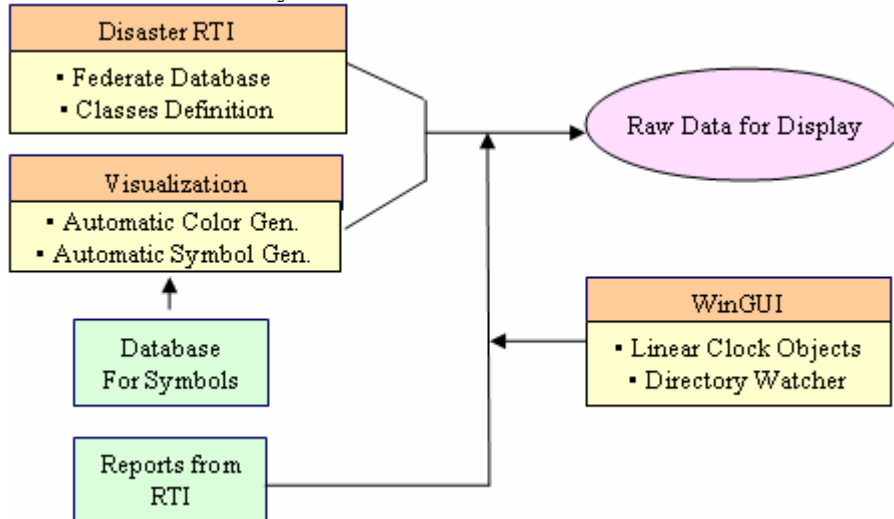 Disaster RTI
▪ Federate Database
▪ Classes Definition
Raw Data for Display
Visualization
▪ Automatic Color Gen.
▪ Automatic Symbol Gen.
WinGUI
▪ Linear Clock Objects
▪ Directory Watcher
Database
For Symbols
Reports from
RTI